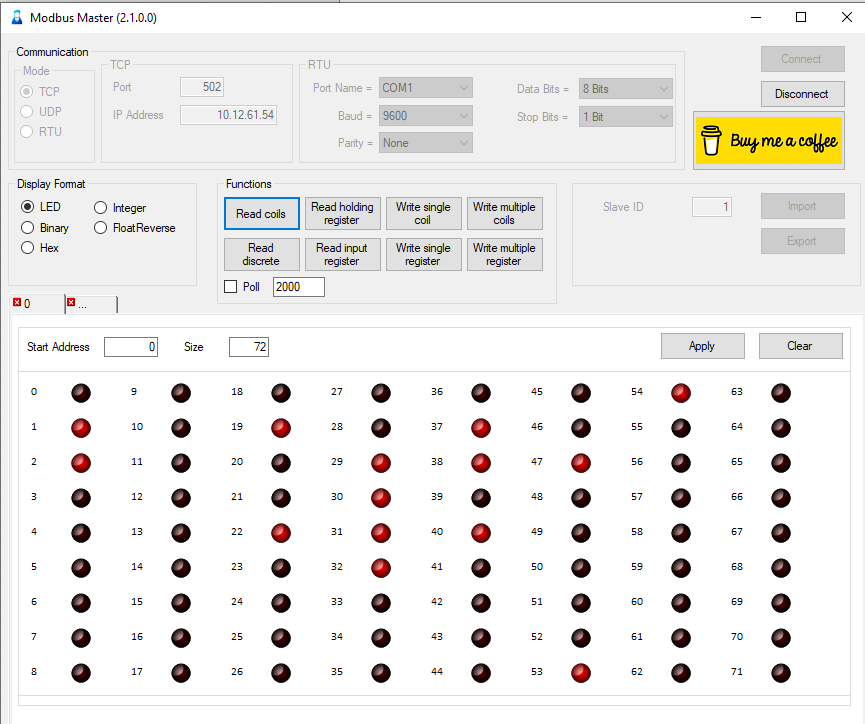 Modbus Master (2.1.0.0)
Communication
Mode
TCP
UDP
RTU
TCP
Port 502
IP Address 10.12.61.54
RTU
Port Name = COM1
Baud = 9600
Parity = None
Data Bits = 8 Bits
Stop Bits = 1 Bit
Connect
Disconnect
Buy me a coffee
Display Format
LED
Binary
Hex
Integer
FloatReverse
Functions
Read coils
Read holding
register
Write single
coil
Write multiple
coils
Read
discrete
Read input
register
Write single
register
Write multiple
register
Poll 2000
Slave ID 1
Import
Export
0
...
Start Address 0 Size 72
Apply
Clear
0 9 18 27 36 45 54 63
1 10 19 28 37 46 55 64
2 11 20 29 38 47 56 65
3 12 21 30 39 48 57 66
4 13 22 31 40 49 58 67
5 14 23 32 41 50 59 68
6 15 24 33 42 51 60 69
7 16 25 34 43 52 61 70
8 17 26 35 44 53 62 71